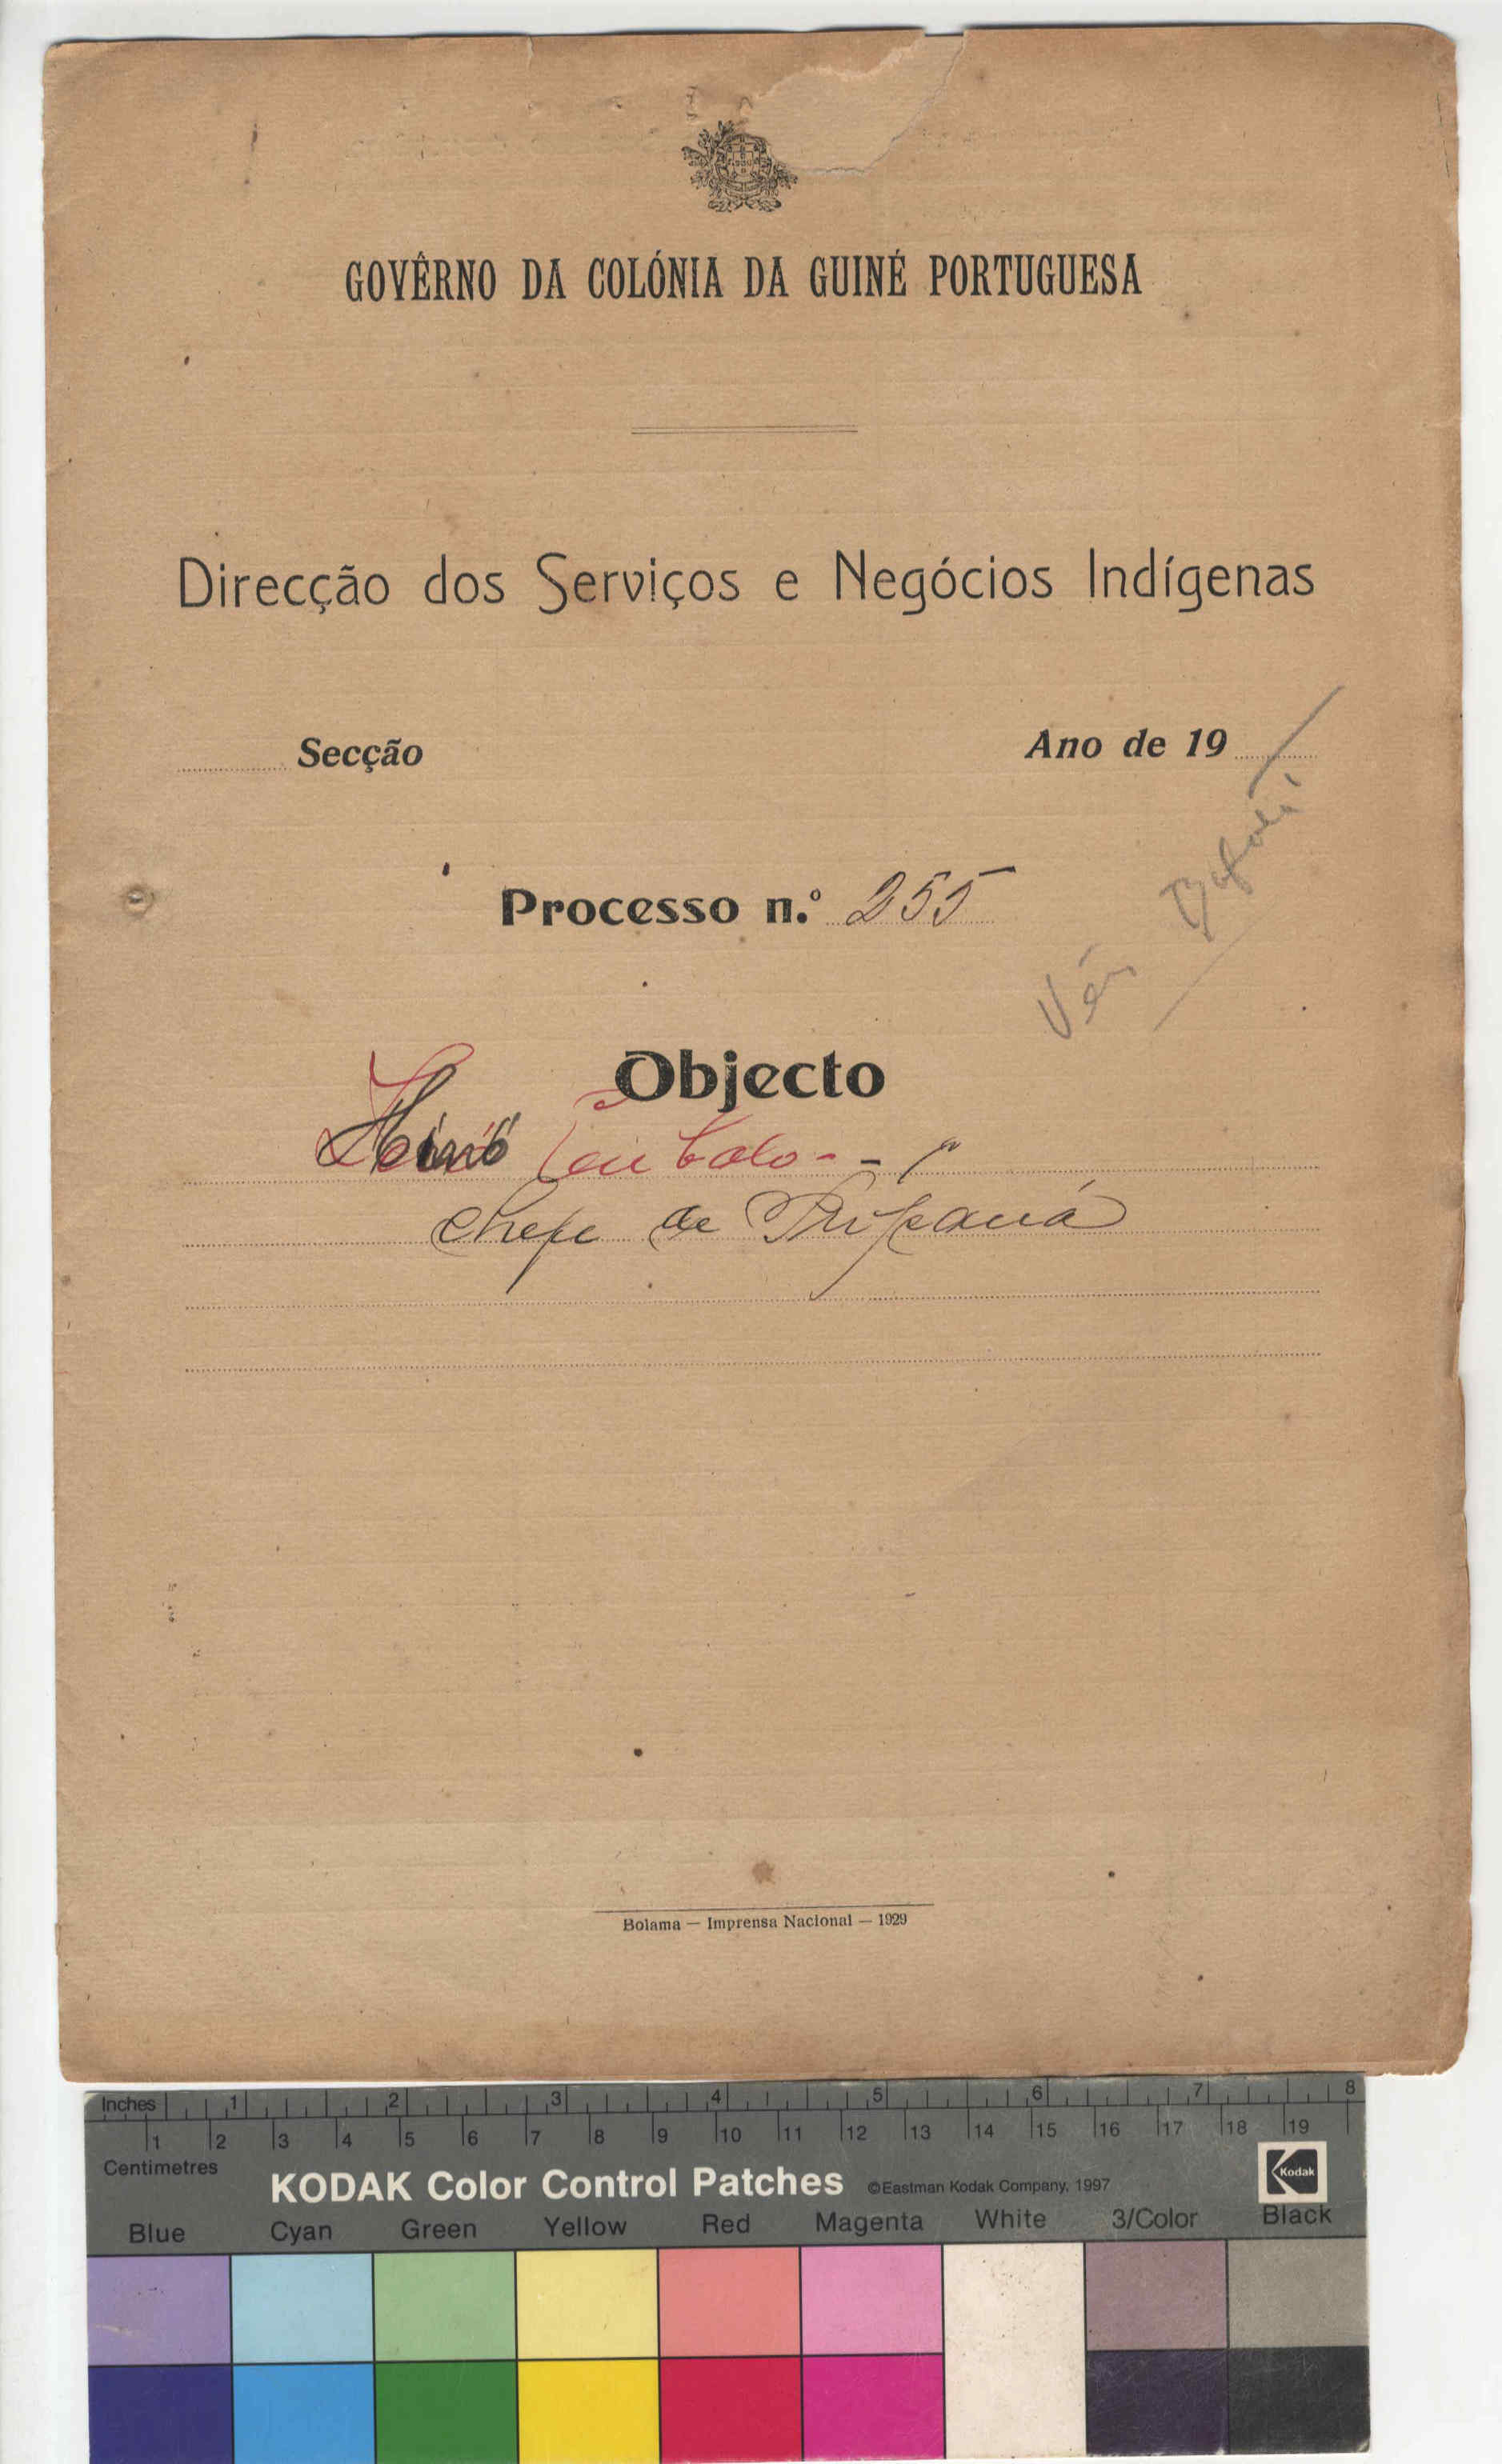 GOVÊRNO DA COLÓNIA DA GUINÉ PORTUGUESA
Direcção dos Serviços e Negócios Indígenas
Secção
Ano de 19
Processo n.º 255
Objecto
chefe de
Bolama — Imprensa Nacional — 1929
Inches 1 2 3 4 5 6 7 8
1 2 3 4 5 6 7 8 9 10 11 12 13 14 15 16 17 18 19
Centimetres
KODAK Color Control Patches ©Eastman Kodak Company, 1997 Kodak
Blue Cyan Green Yellow Red Magenta White 3/Color Black